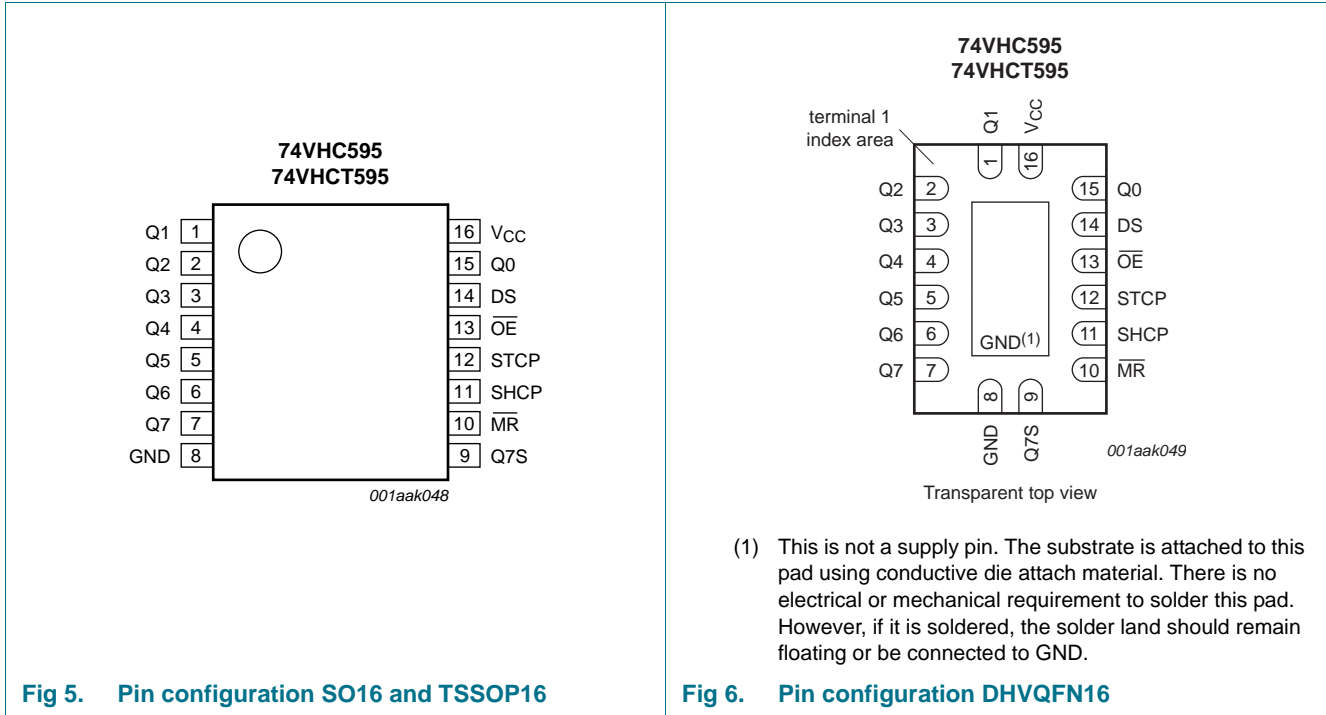 74VHC595
74VHCT595
Q1 1
Q2 2
Q3 3
Q4 4
Q5 5
Q6 6
Q7 7
GND 8
16 VCC
15 Q0
14 DS
13 OE
12 STCP
11 SHCP
10 MR
9 Q7S
001aak048
Fig 5. Pin configuration SO16 and TSSOP16
74VHC595
74VHCT595
terminal 1
index area
Q1 VCC
1 16
Q2 2
Q3 3
Q4 4
Q5 5
Q6 6
Q7 7
15 Q0
14 DS
13 OE
12 STCP
11 SHCP
10 MR
GND(1)
8 9
GND Q7S
001aak049
Transparent top view
(1) This is not a supply pin. The substrate is attached to this
pad using conductive die attach material. There is no
electrical or mechanical requirement to solder this pad.
However, if it is soldered, the solder land should remain
floating or be connected to GND.
Fig 6. Pin configuration DHVQFN16